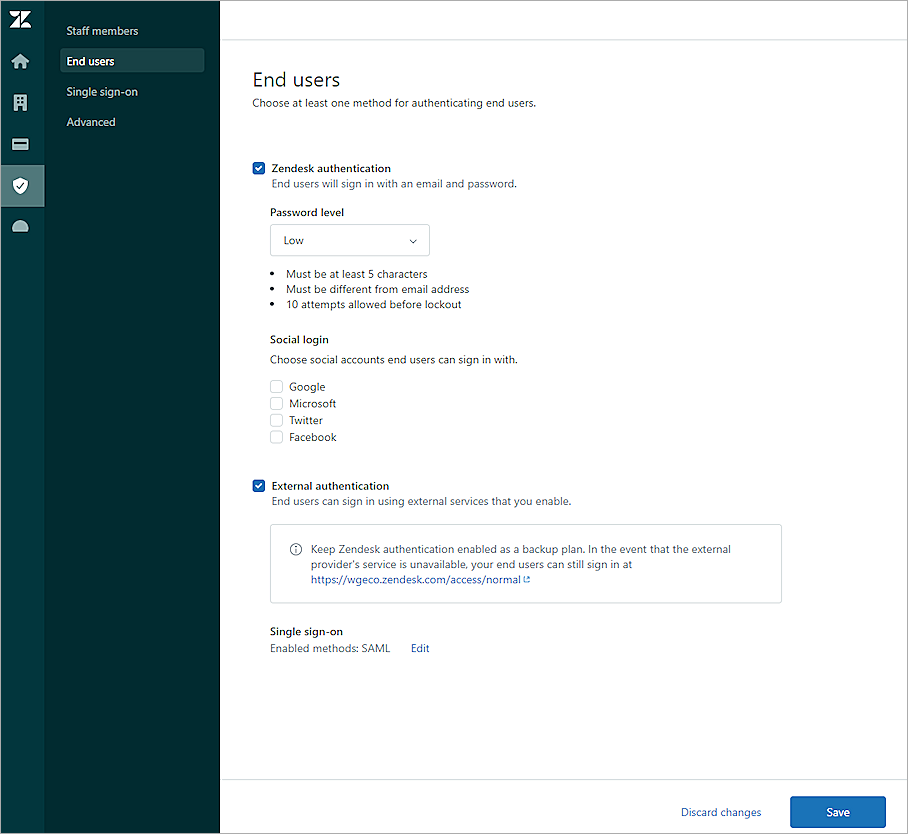 Staff members
End users
Single sign-on
Advanced
End users
Choose at least one method for authenticating end users.
Zendesk authentication
End users will sign in with an email and password.
Password level
Low
• Must be at least 5 characters
• Must be different from email address
• 10 attempts allowed before lockout
Social login
Choose social accounts end users can sign in with.
Google
Microsoft
Twitter
Facebook
External authentication
End users can sign in using external services that you enable.
Keep Zendesk authentication enabled as a backup plan. In the event that the external
provider's service is unavailable, your end users can still sign in at
https://wgeco.zendesk.com/access/normal
Single sign-on
Enabled methods: SAML Edit
Discard changes
Save